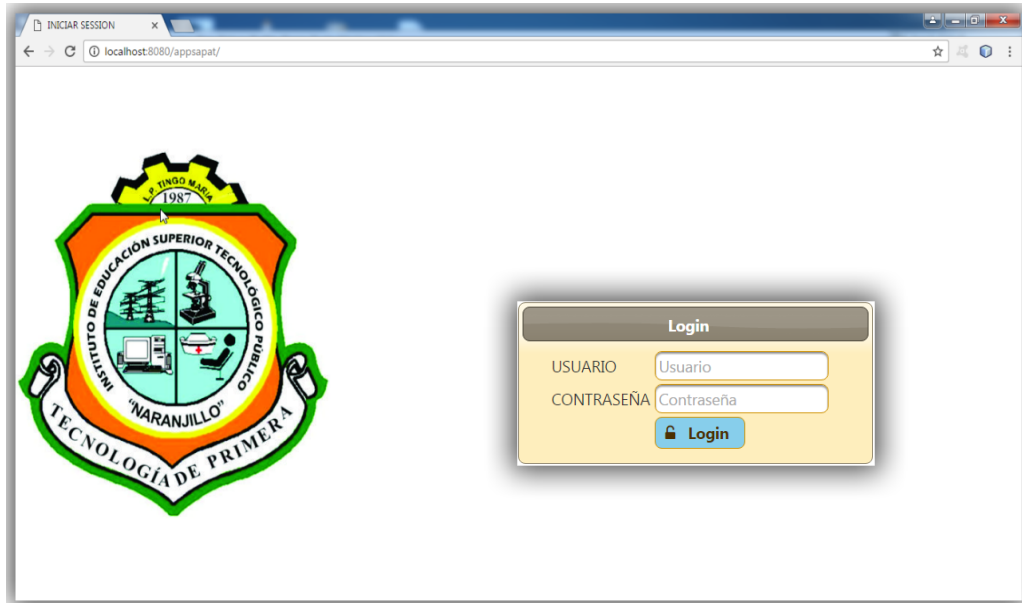 INICIAR SESSION
localhost:8080/appsapat/
L.P. TINGO MARIA
1987
INSTITUTO DE EDUCACIÓN SUPERIOR TECNOLÓGICO PÚBLICO
"NARANJILLO"
TECNOLOGÍA DE PRIMERA
Login
USUARIO Usuario
CONTRASEÑA Contraseña
Login